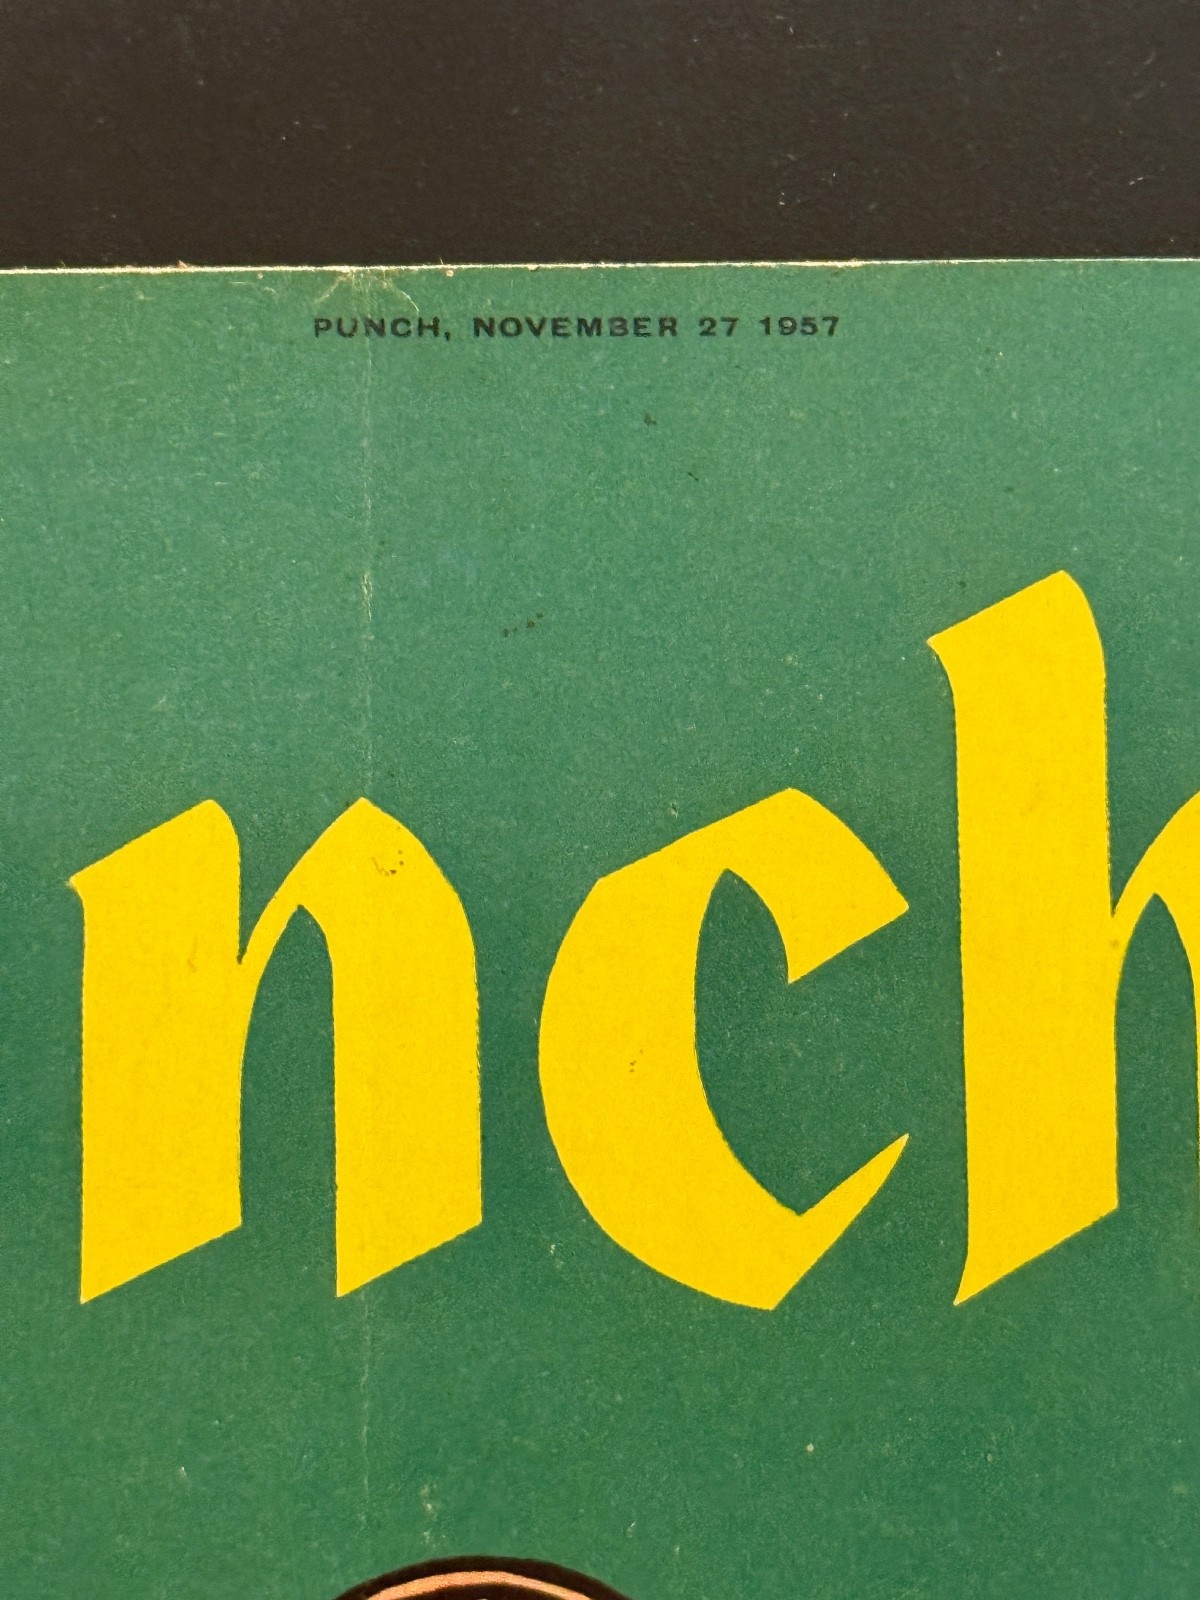 PUNCH, NOVEMBER 27 1957
nch